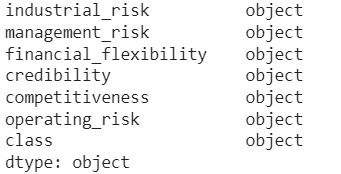 industrial_risk object
management_risk object
financial_flexibility object
credibility object
competitiveness object
operating_risk object
class object
dtype: object